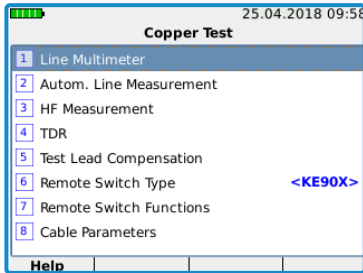 25.04.2018 09:58
Copper Test
1 Line Multimeter
2 Autom. Line Measurement
3 HF Measurement
4 TDR
5 Test Lead Compensation
6 Remote Switch Type <KE90X>
7 Remote Switch Functions
8 Cable Parameters
Help